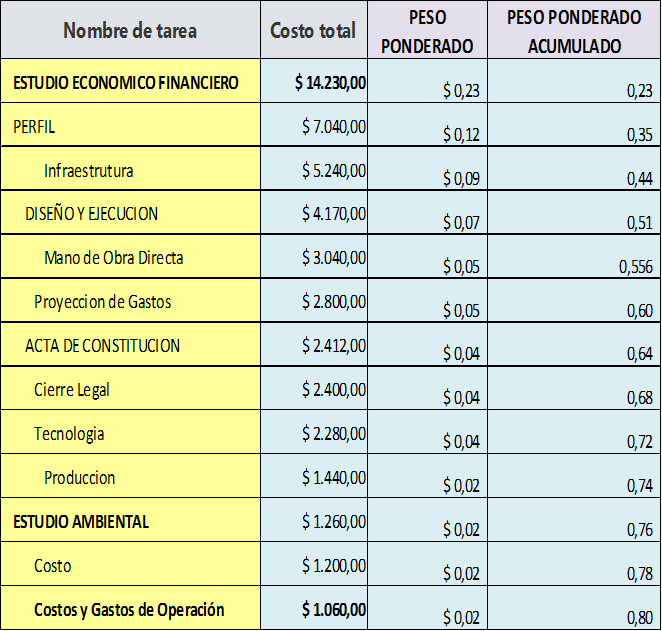 Nombre de tarea Costo total PESO PONDERADO PESO PONDERADO ACUMULADO
ESTUDIO ECONOMICO FINANCIERO $ 14.230,00 $ 0,23 0,23
PERFIL $ 7.040,00 $ 0,12 0,35
Infraestrutura $ 5.240,00 $ 0,09 0,44
DISEÑO Y EJECUCION $ 4.170,00 $ 0,07 0,51
Mano de Obra Directa $ 3.040,00 $ 0,05 0,556
Proyeccion de Gastos $ 2.800,00 $ 0,05 0,60
ACTA DE CONSTITUCION $ 2.412,00 $ 0,04 0,64
Cierre Legal $ 2.400,00 $ 0,04 0,68
Tecnologia $ 2.280,00 $ 0,04 0,72
Produccion $ 1.440,00 $ 0,02 0,74
ESTUDIO AMBIENTAL $ 1.260,00 $ 0,02 0,76
Costo $ 1.200,00 $ 0,02 0,78
Costos y Gastos de Operación $ 1.060,00 $ 0,02 0,80